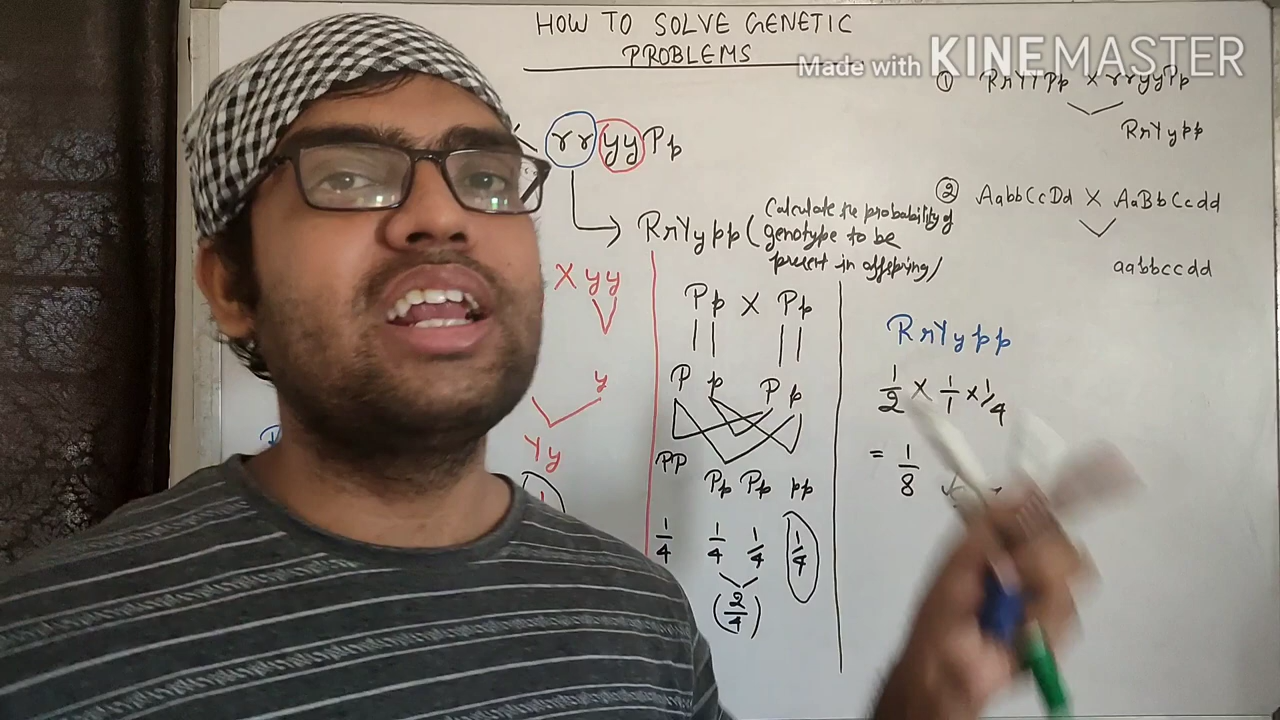 HOW TO SOLVE GENETIC
PROBLEMS
Made with KINEMASTER
① RrYYPp X rryyPp
RrYypp
rryyPp
RrYypp (Calculate the probability of
genotype to be
present in offspring)
② AabbCcDd X AaBbCcdd
aabbccdd
X yy
y
Yy
Pp X Pp
P p P p
PP Pp Pp pp
1/4 1/4 1/4 1/4
(2/4)
RrYypp
1/2 × 1/1 × 1/4
= 1/8